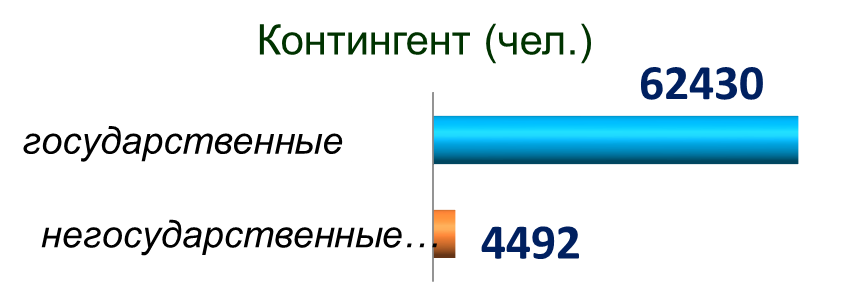 Контингент (чел.)
62430
государственные
негосударственные…
4492